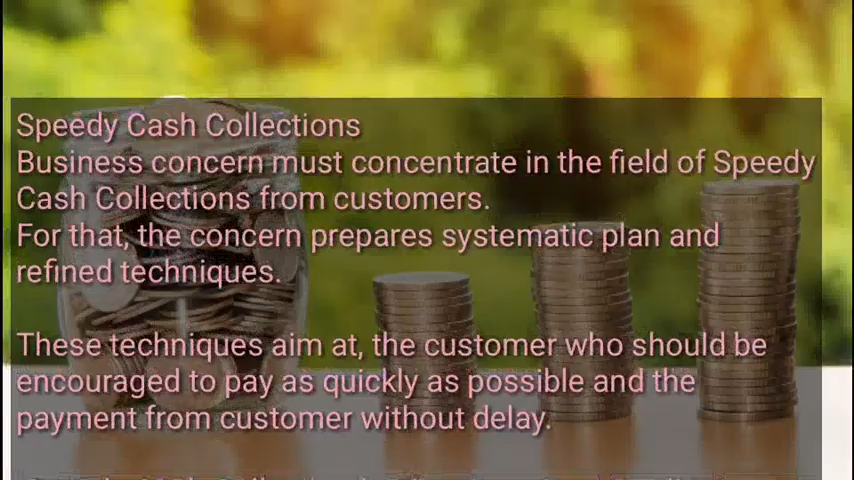 Speedy Cash Collections
Business concern must concentrate in the field of Speedy
Cash Collections from customers.
For that, the concern prepares systematic plan and
refined techniques.
These techniques aim at, the customer who should be
encouraged to pay as quickly as possible and the
payment from customer without delay.